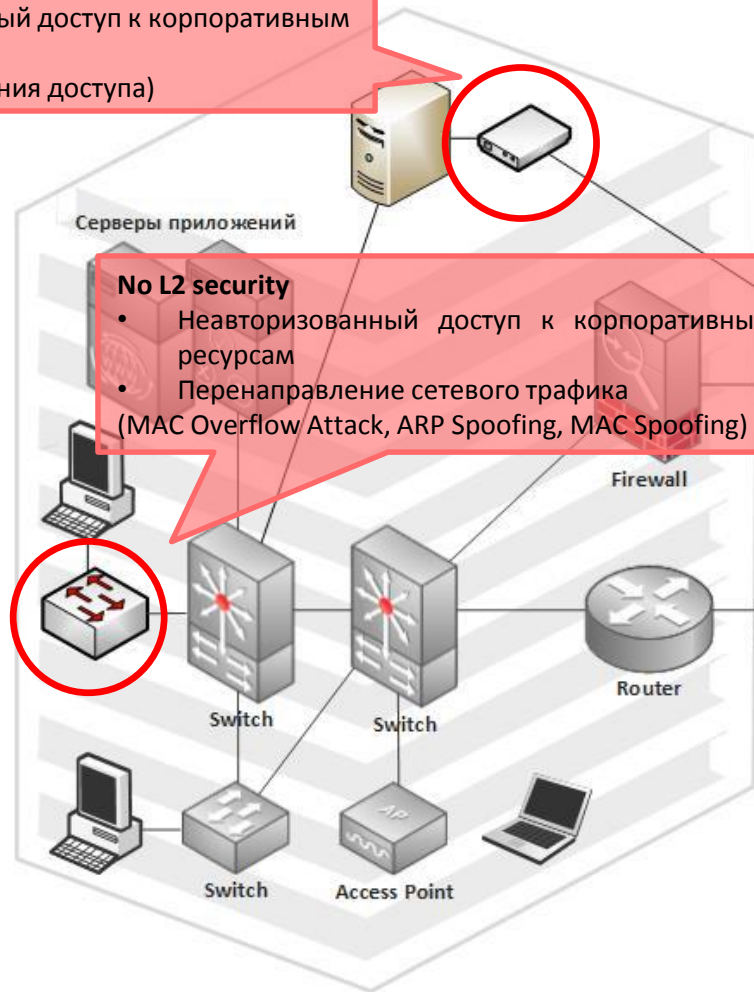 ый доступ к корпоративным
ния доступа)
Серверы приложений
No L2 security
• Неавторизованный доступ к корпоративны
ресурсам
• Перенаправление сетевого трафика
(MAC Overflow Attack, ARP Spoofing, MAC Spoofing)
Firewall
Router
Switch
Switch
AP
Switch
Access Point